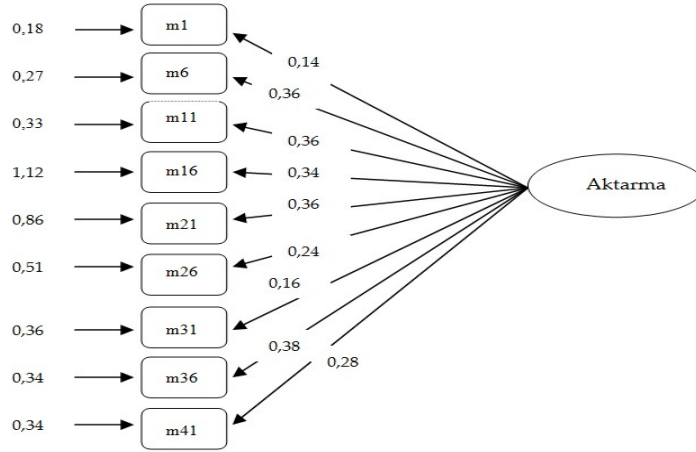 0,18 m1
0,14
0,27 m6
0,36
0,33 m11
0,36
1,12 m16 0,34
0,36
0,86 m21
0,24
0,51 m26
0,16
0,36 m31
0,38
0,28
0,34 m36
0,34 m41
Aktarma